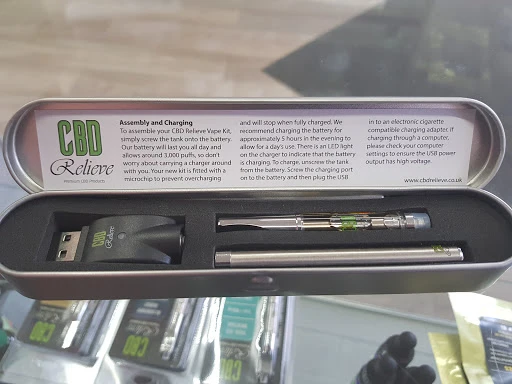 CBD
Relieve
PREMIUM CBD PRODUCTS
Assembly and Charging
To assemble your CBD Relieve Vape Kit,
simply screw the tank onto the battery.
Our battery will last you all day and
allows around 3,000 puffs, so don't
worry about carrying a charger around
with you. Your new kit is fitted with a
microchip to prevent overcharging
and will stop when fully charged. We
recommend charging the battery for
approximately 5 hours in the evening to
allow for a day's use. There is an LED light
on the charger to indicate that the battery
is charging. To charge, unscrew the tank
from the battery. Screw the charging port
on to the battery and then plug the USB
in to an electronic cigarette
compatible charging adapter. If
charging through a computer,
please check your computer
settings to ensure the USB power
output has high voltage.
www.cbdrelieve.co.uk
CBD
Relieve
CBD
Relieve
CBD
Relieve
CBD
Relieve